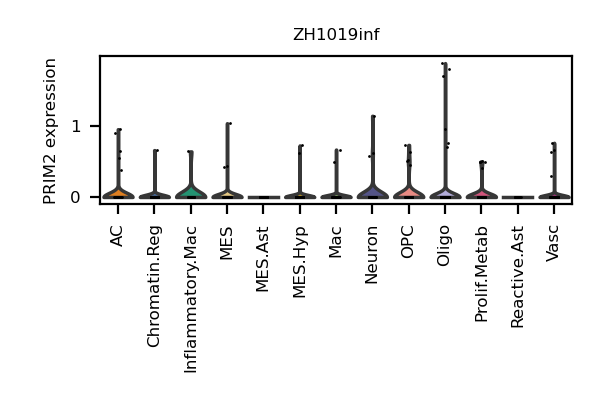 ZH1019inf
PRIM2 expression
1
0
AC
Chromatin.Reg
Inflammatory.Mac
MES
MES.Ast
MES.Hyp
Mac
Neuron
OPC
Oligo
Prolif.Metab
Reactive.Ast
Vasc